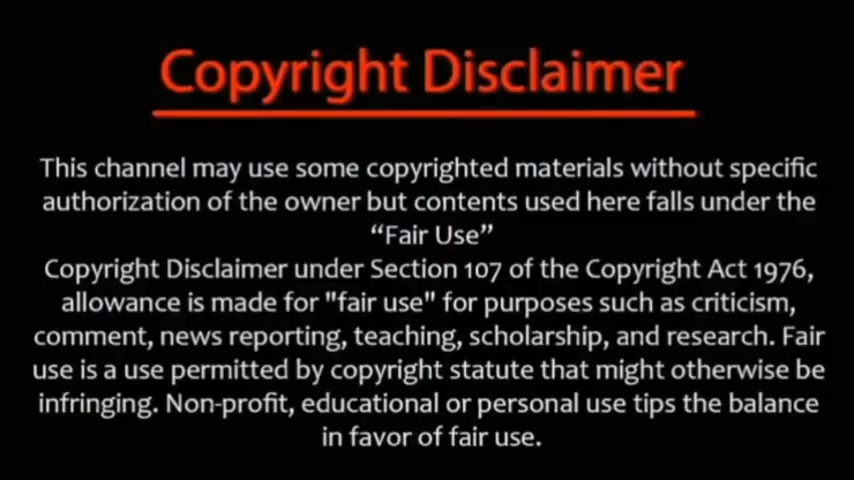 Copyright Disclaimer
This channel may use some copyrighted materials without specific
authorization of the owner but contents used here falls under the
“Fair Use”
Copyright Disclaimer under Section 107 of the Copyright Act 1976,
allowance is made for "fair use" for purposes such as criticism,
comment, news reporting, teaching, scholarship, and research. Fair
use is a use permitted by copyright statute that might otherwise be
infringing. Non-profit, educational or personal use tips the balance
in favor of fair use.